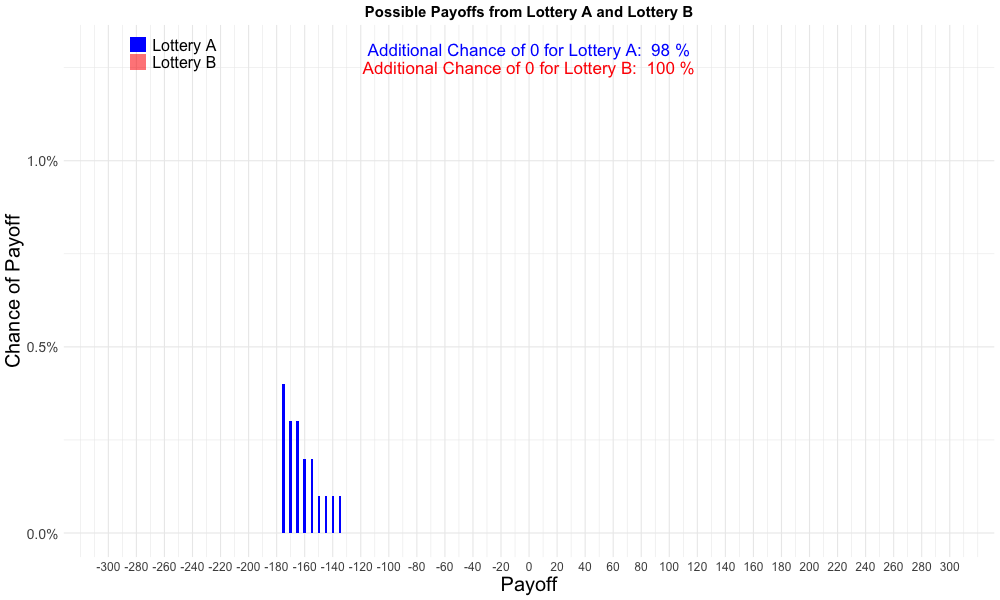 Possible Payoffs from Lottery A and Lottery B
Lottery A
Lottery B
Additional Chance of 0 for Lottery A:  98 %
Additional Chance of 0 for Lottery B:  100 %
Chance of Payoff
1.0%
0.5%
0.0%
-300 -280 -260 -240 -220 -200 -180 -160 -140 -120 -100 -80 -60 -40 -20 0 20 40 60 80 100 120 140 160 180 200 220 240 260 280 300
Payoff